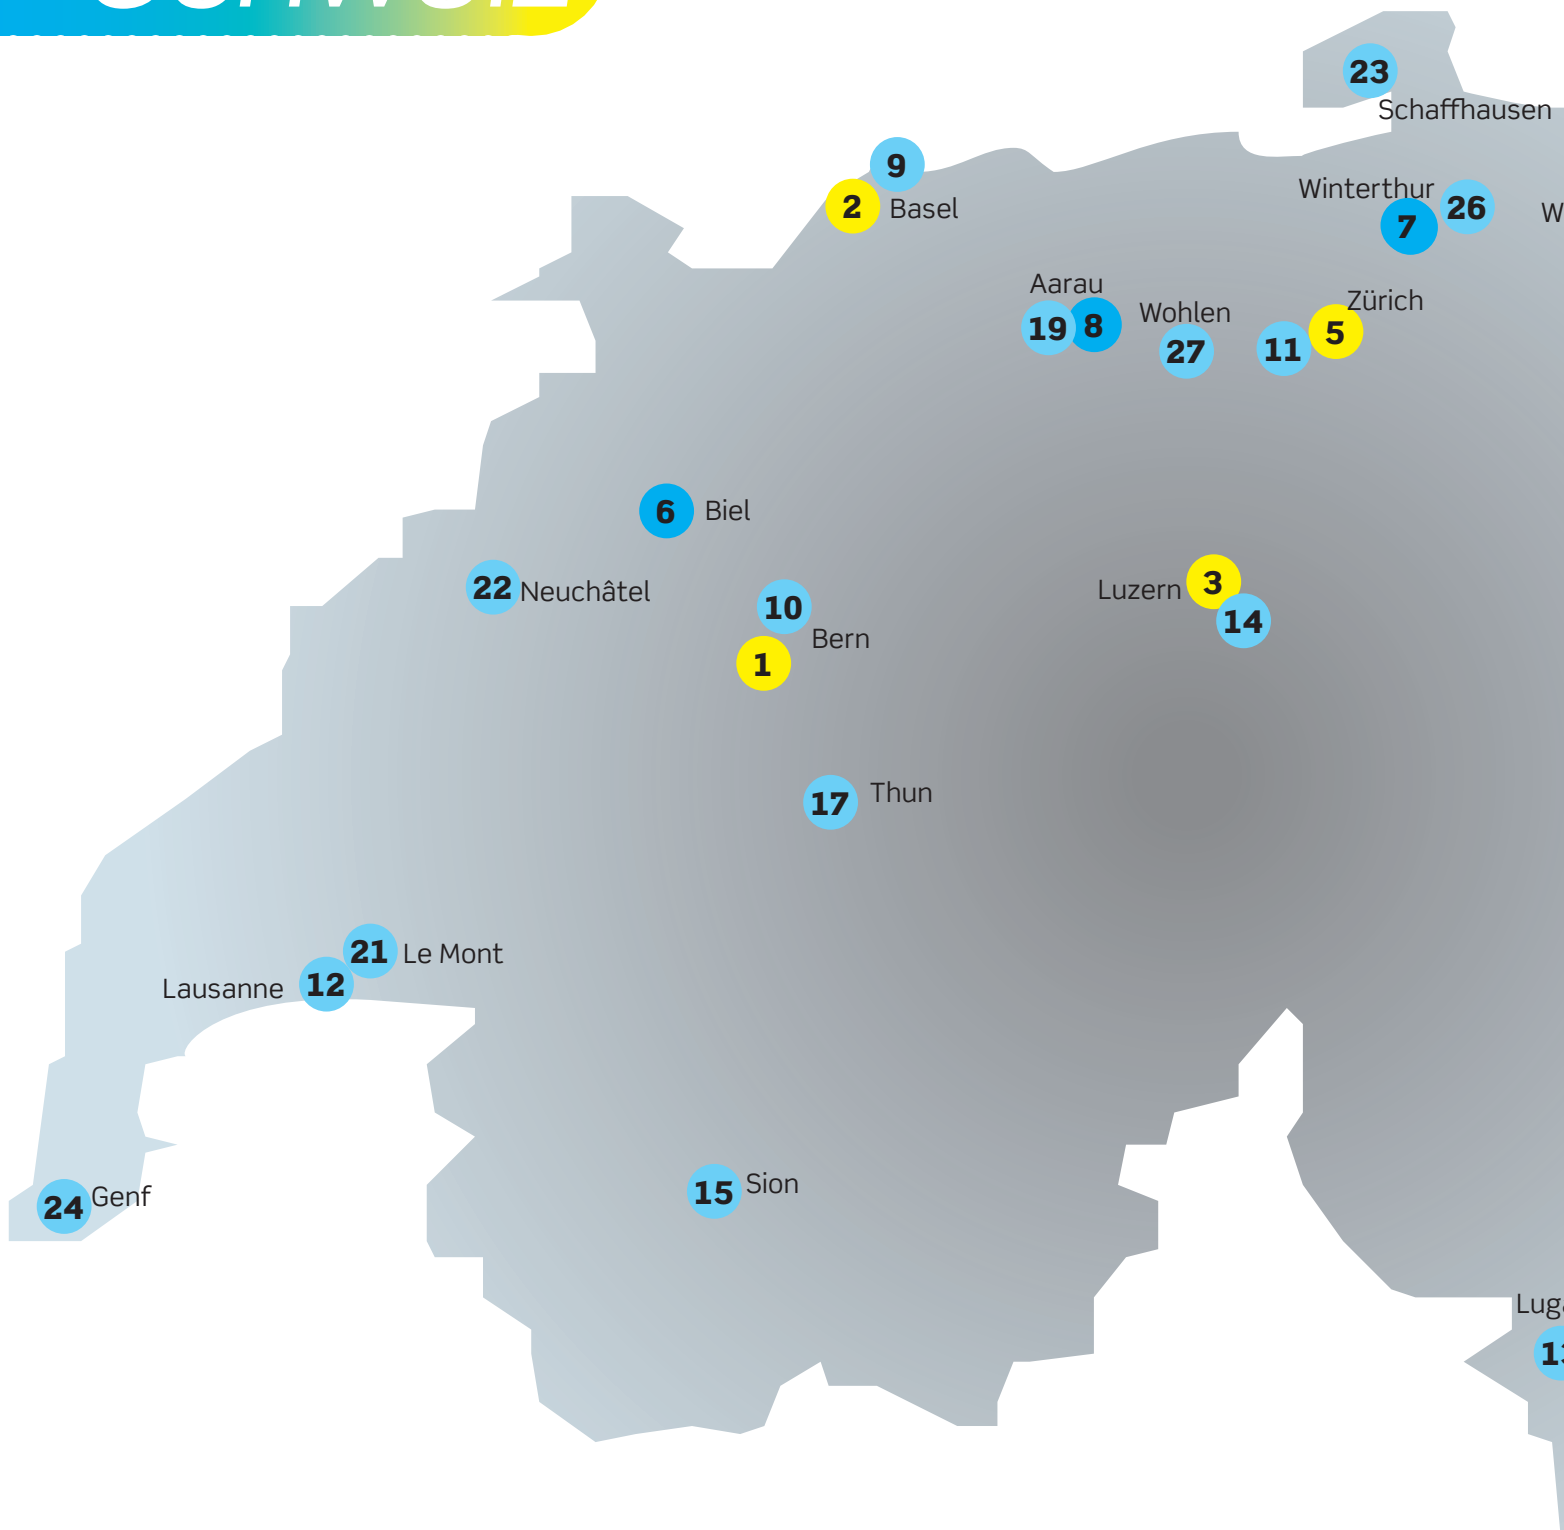 23
Schaffhausen
9
2
Basel
Winterthur
26
7
Aarau
19
8
Wohlen
27
11
5
Zürich
6
Biel
22
Neuchâtel
10
Bern
1
Luzern
3
14
17
Thun
21
Le Mont
Lausanne
12
15
Sion
24
Genf